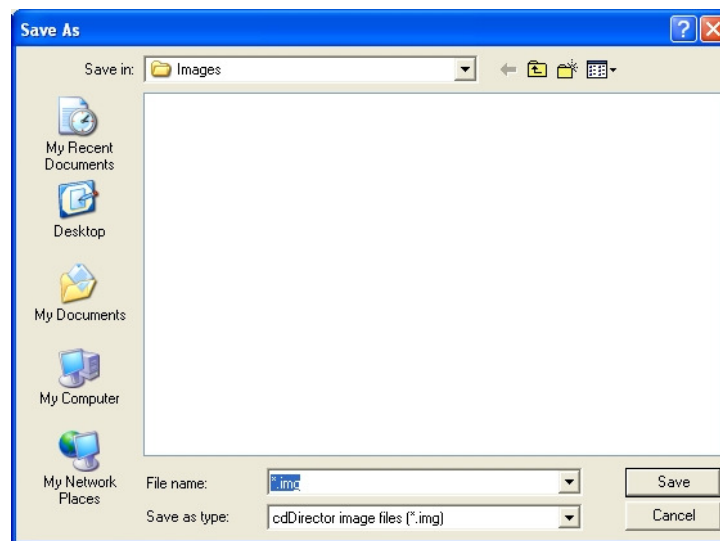 Save As
Save in:
Images
My Recent
Documents
Desktop
My Documents
My Computer
My Network
Places
File name:
*.img
Save
Save as type:
cdDirector image files (*.img)
Cancel